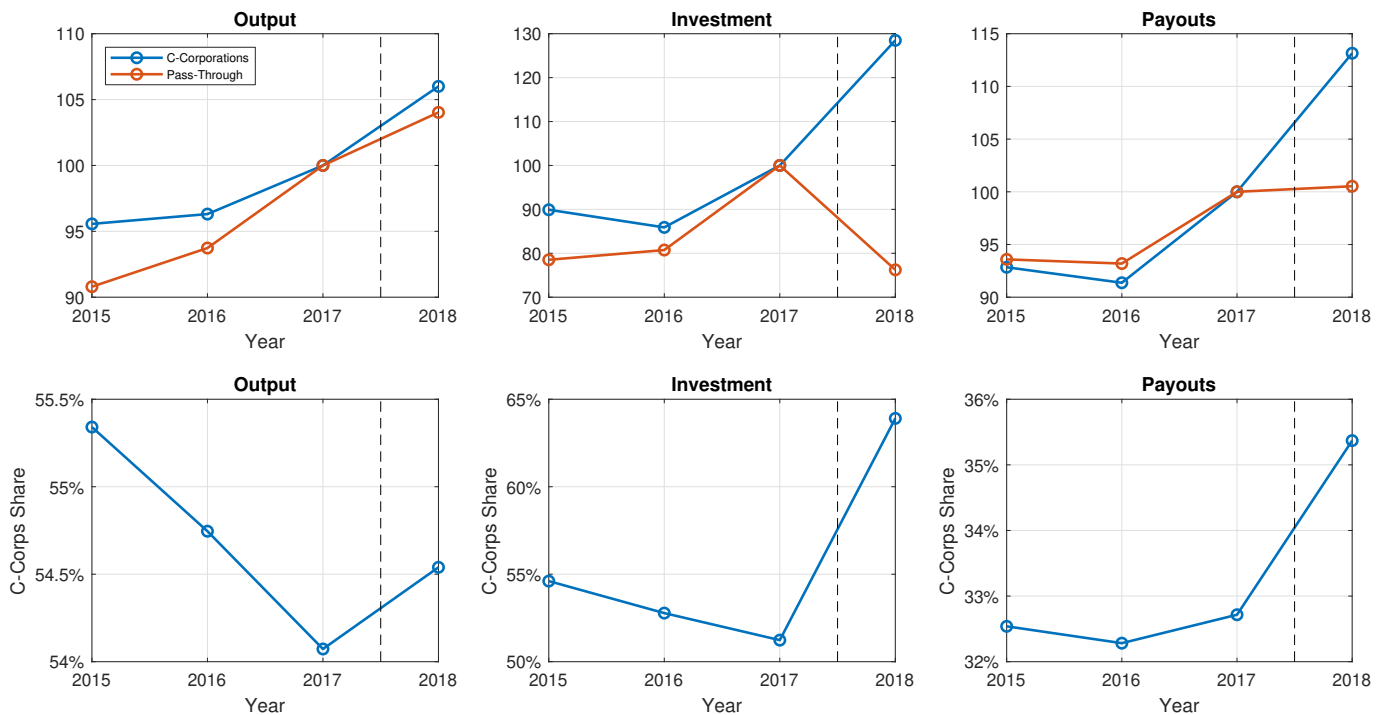 Output
110
105
100
95
90
C-Corporations
Pass-Through
2015 2016 2017 2018
Year
Investment
130
120
110
100
90
80
70
2015 2016 2017 2018
Year
Payouts
115
110
105
100
95
90
2015 2016 2017 2018
Year
Output
C-Corps Share
55.5%
55%
54.5%
54%
2015 2016 2017 2018
Year
Investment
C-Corps Share
65%
60%
55%
50%
2015 2016 2017 2018
Year
Payouts
C-Corps Share
36%
35%
34%
33%
32%
2015 2016 2017 2018
Year